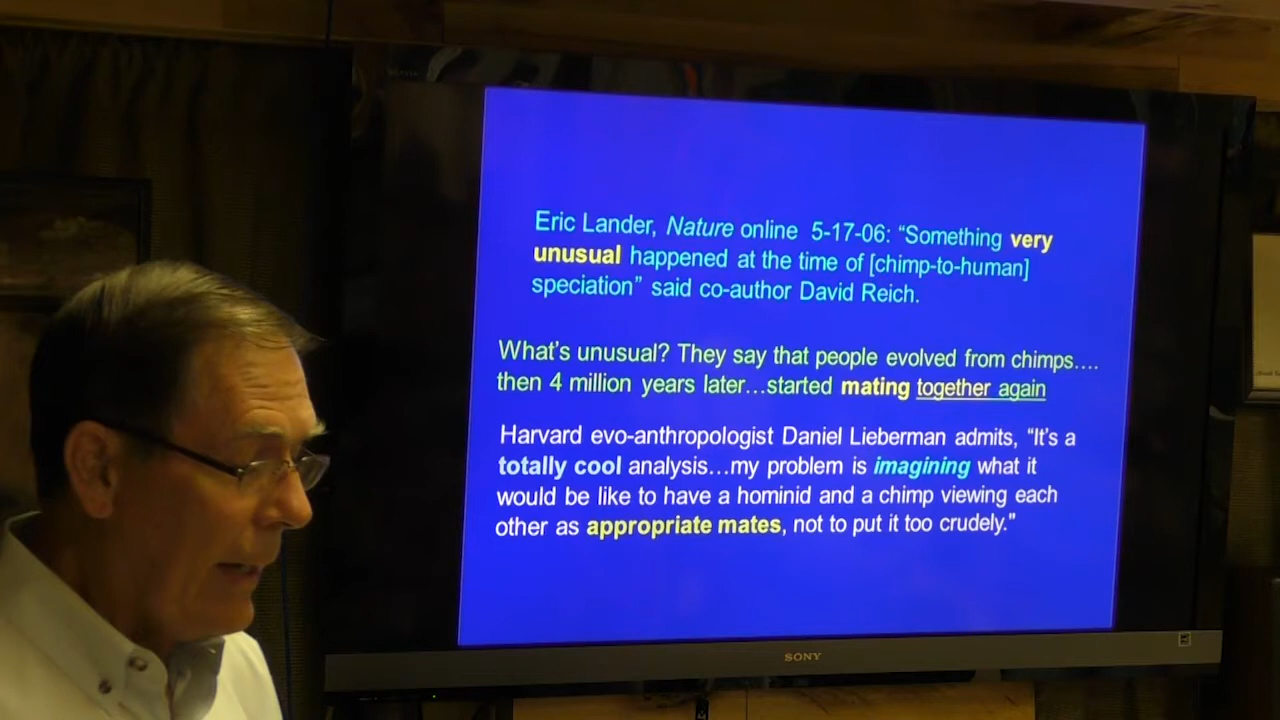 Eric Lander, Nature online 5-17-06: “Something very
unusual happened at the time of [chimp-to-human]
speciation” said co-author David Reich.
What’s unusual? They say that people evolved from chimps….
then 4 million years later…started mating together again
Harvard evo-anthropologist Daniel Lieberman admits, “It’s a
totally cool analysis…my problem is imagining what it
would be like to have a hominid and a chimp viewing each
other as appropriate mates, not to put it too crudely.”
SONY